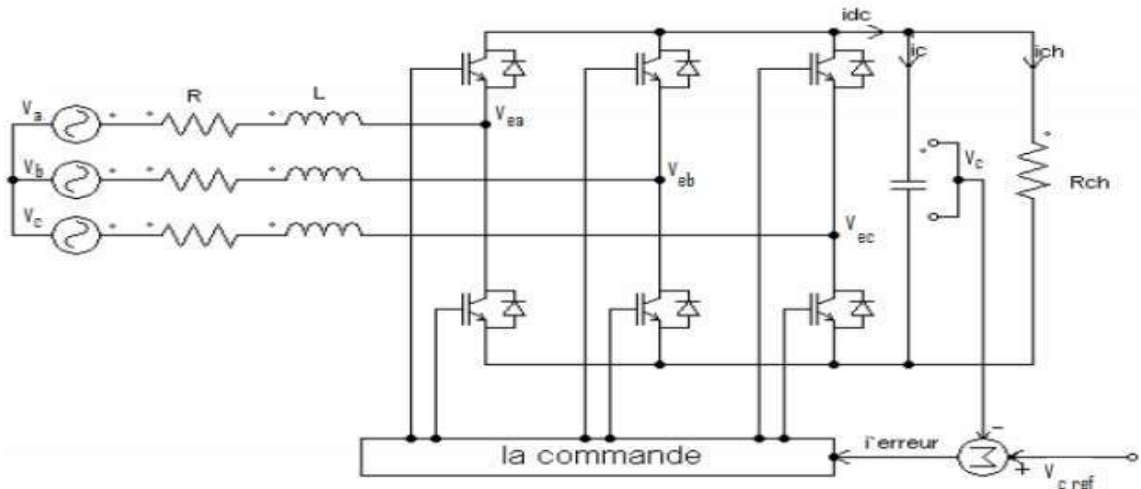 idc
ic
ich
R
L
Va
Vea
Vb
Veb
Vc
Vec
Vc
Rch
la commande
l'erreur
-
Σ
+
Vc ref